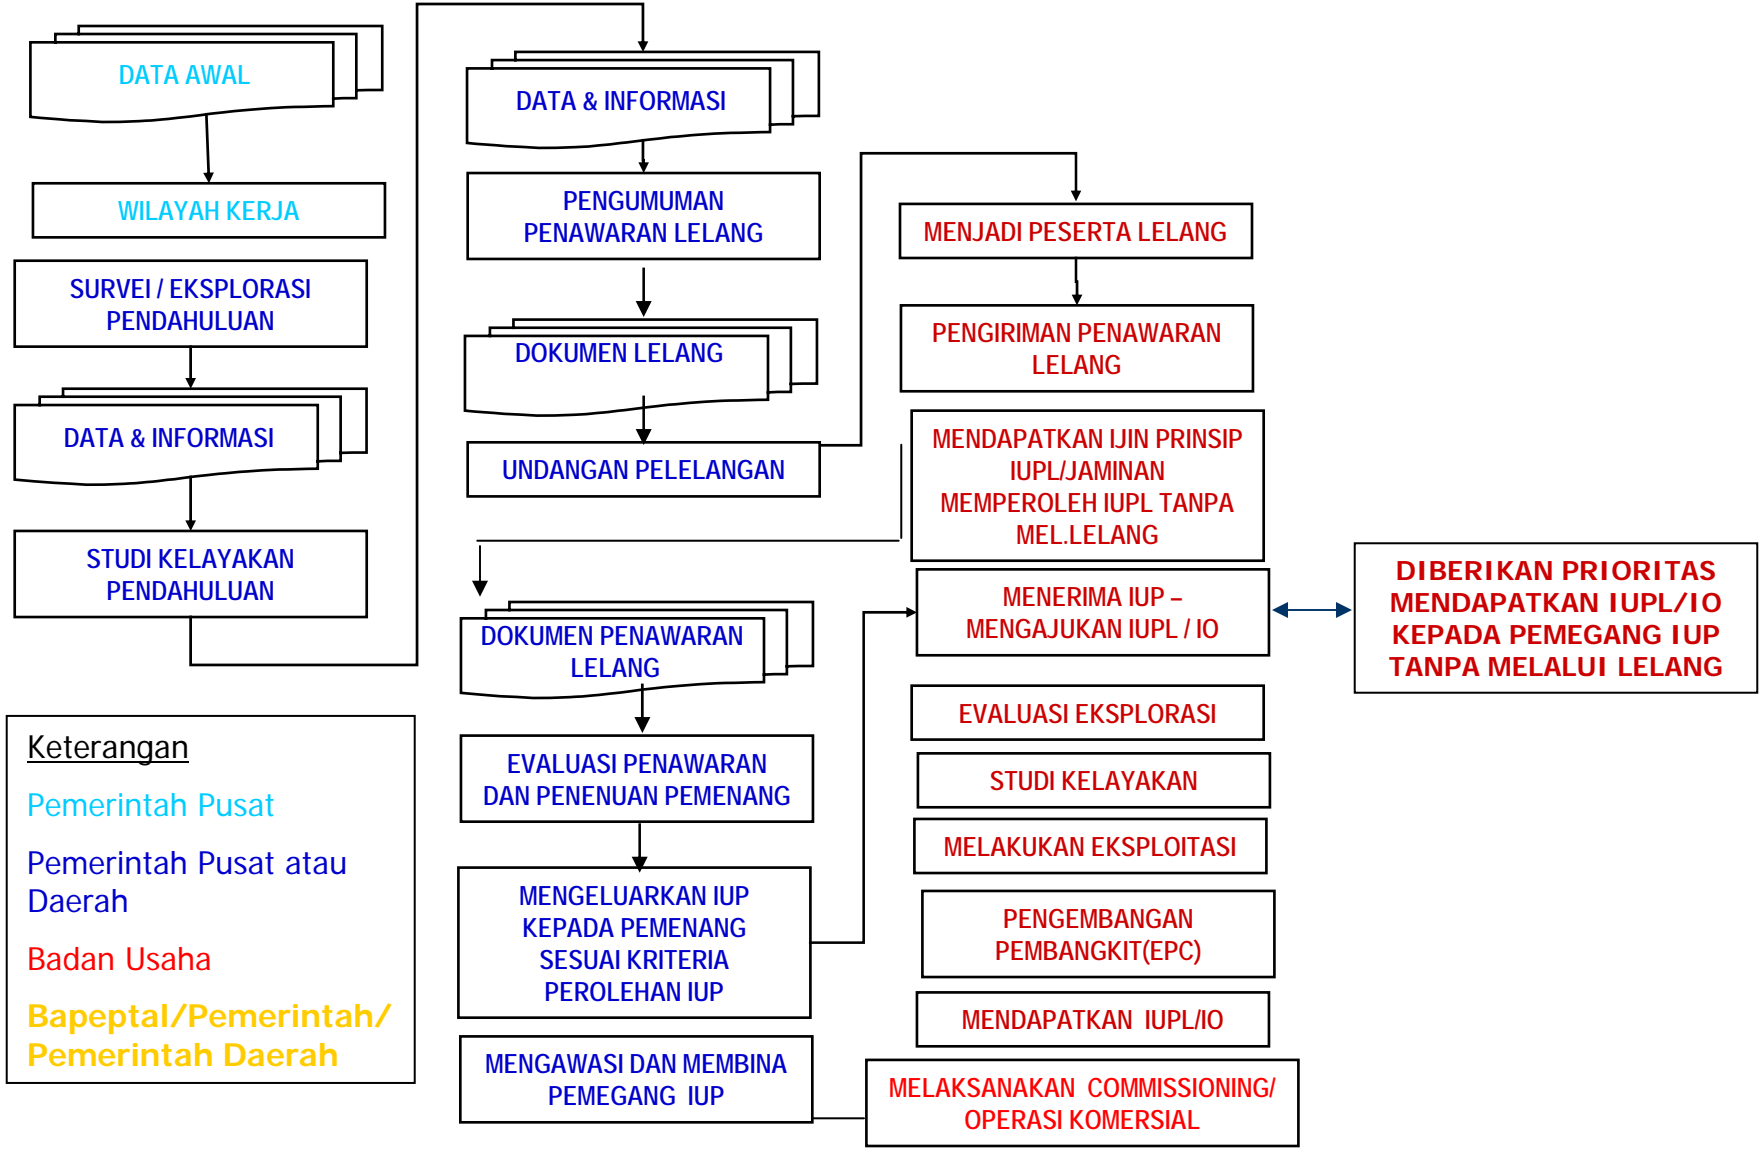 DATA AWAL
WILAYAH KERJA
SURVEI / EKSPLORASI
PENDAHULUAN
DATA & INFORMASI
STUDI KELAYAKAN
PENDAHULUAN
DATA & INFORMASI
PENGUMUMAN
PENAWARAN LELANG
DOKUMEN LELANG
UNDANGAN PELELANGAN
MENJADI PESERTA LELANG
PENGIRIMAN PENAWARAN
LELANG
MENDAPATKAN IJIN PRINSIP
IUPL/JAMINAN
MEMPEROLEH IUPL TANPA
MEL.LELANG
DOKUMEN PENAWARAN
LELANG
EVALUASI PENAWARAN
DAN PENENUAN PEMENANG
MENGELUARKAN IUP
KEPADA PEMENANG
SESUAI KRITERIA
PEROLEHAN IUP
MENGAWASI DAN MEMBINA
PEMEGANG IUP
MENERIMA IUP –
MENGAJUKAN IUPL / IO
DIBERIKAN PRIORITAS
MENDAPATKAN IUPL/IO
KEPADA PEMEGANG IUP
TANPA MELALUI LELANG
EVALUASI EKSPLORASI
STUDI KELAYAKAN
MELAKUKAN EKSPLOITASI
PENGEMBANGAN
PEMBANGKIT(EPC)
MENDAPATKAN IUPL/IO
MELAKSANAKAN COMMISSIONING/
OPERASI KOMERSIAL
Keterangan
Pemerintah Pusat
Pemerintah Pusat atau
Daerah
Badan Usaha
Bapeptal/Pemerintah/
Pemerintah Daerah